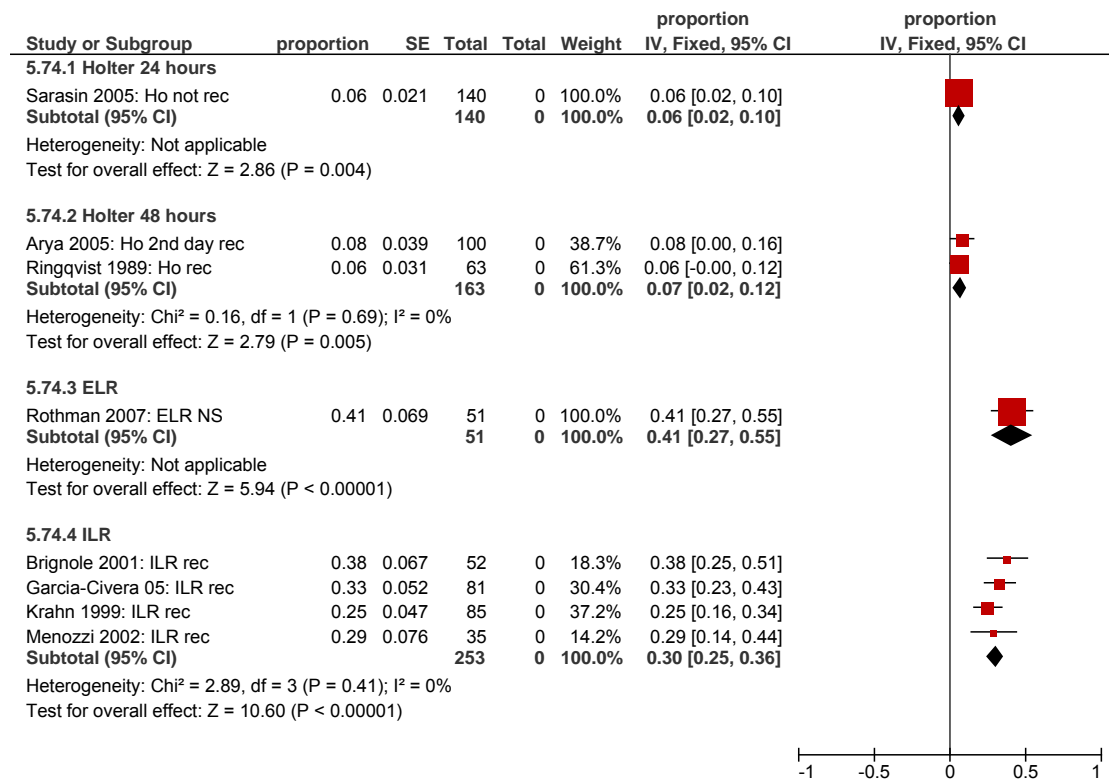 proportion proportion
Study or Subgroup proportion SE Total Total Weight IV, Fixed, 95% CI IV, Fixed, 95% CI
5.74.1 Holter 24 hours
Sarasin 2005: Ho not rec 0.06 0.021 140 0 100.0% 0.06 [0.02, 0.10]
Subtotal (95% CI) 140 0 100.0% 0.06 [0.02, 0.10]
Heterogeneity: Not applicable
Test for overall effect: Z = 2.86 (P = 0.004)
5.74.2 Holter 48 hours
Arya 2005: Ho 2nd day rec 0.08 0.039 100 0 38.7% 0.08 [0.00, 0.16]
Ringqvist 1989: Ho rec 0.06 0.031 63 0 61.3% 0.06 [-0.00, 0.12]
Subtotal (95% CI) 163 0 100.0% 0.07 [0.02, 0.12]
Heterogeneity: Chi² = 0.16, df = 1 (P = 0.69); I² = 0%
Test for overall effect: Z = 2.79 (P = 0.005)
5.74.3 ELR
Rothman 2007: ELR NS 0.41 0.069 51 0 100.0% 0.41 [0.27, 0.55]
Subtotal (95% CI) 51 0 100.0% 0.41 [0.27, 0.55]
Heterogeneity: Not applicable
Test for overall effect: Z = 5.94 (P < 0.00001)
5.74.4 ILR
Brignole 2001: ILR rec 0.38 0.067 52 0 18.3% 0.38 [0.25, 0.51]
Garcia-Civera 05: ILR rec 0.33 0.052 81 0 30.4% 0.33 [0.23, 0.43]
Krahn 1999: ILR rec 0.25 0.047 85 0 37.2% 0.25 [0.16, 0.34]
Menozzi 2002: ILR rec 0.29 0.076 35 0 14.2% 0.29 [0.14, 0.44]
Subtotal (95% CI) 253 0 100.0% 0.30 [0.25, 0.36]
Heterogeneity: Chi² = 2.89, df = 3 (P = 0.41); I² = 0%
Test for overall effect: Z = 10.60 (P < 0.00001)
-1 -0.5 0 0.5 1